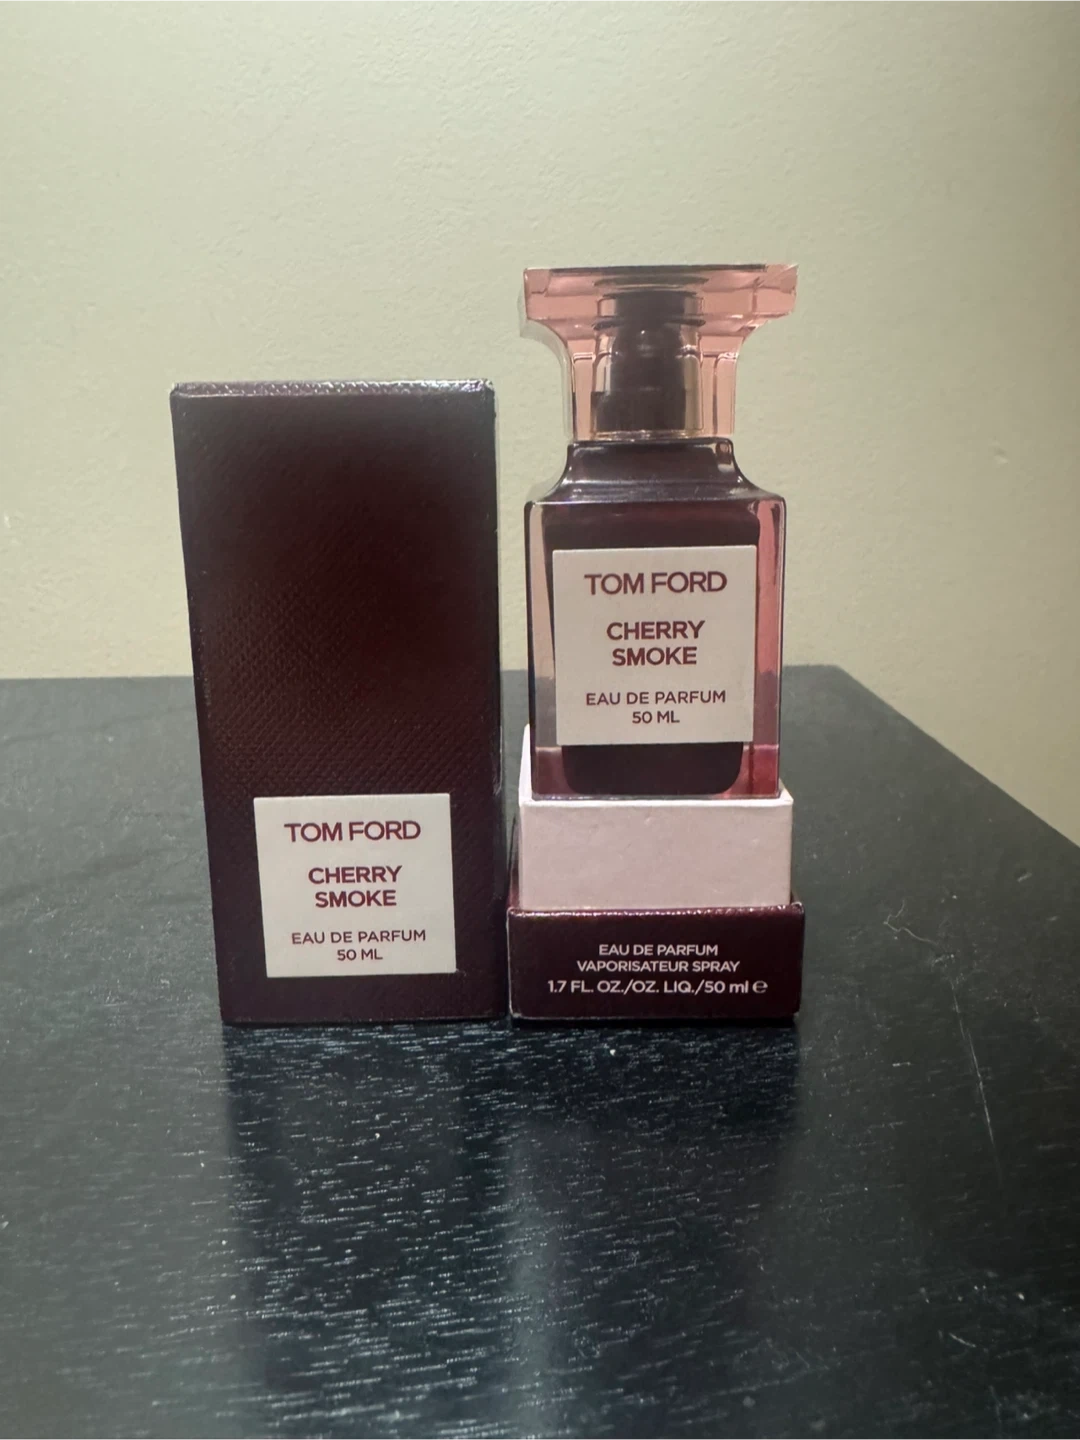 TOM FORD
CHERRY
SMOKE
EAU DE PARFUM
50 ML
TOM FORD
CHERRY
SMOKE
EAU DE PARFUM
50 ML
EAU DE PARFUM
VAPORISATEUR SPRAY
1.7 FL. OZ./OZ. LIQ./50 ml ℮